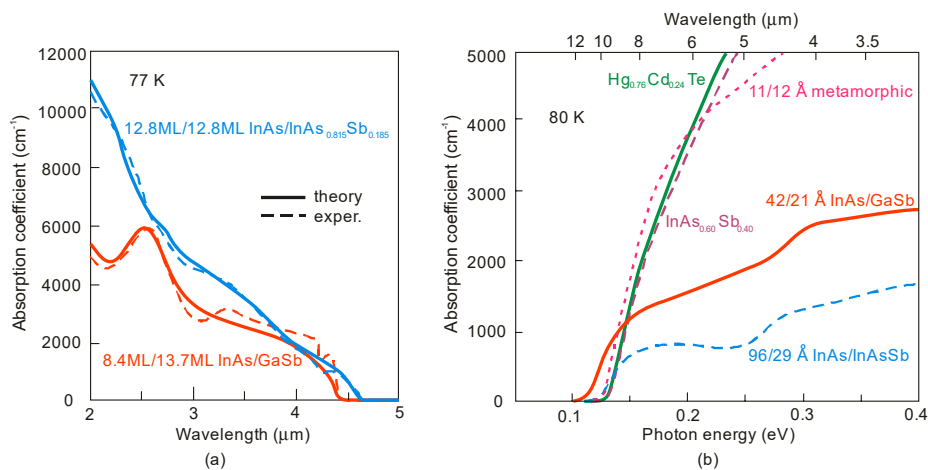 (a)
12000
10000
8000
6000
4000
2000
0
Absorption coefficient (cm⁻¹)
77 K
12.8ML/12.8ML InAs/InAs₀.₈₁₅Sb₀.₁₈₅
theory
exper.
8.4ML/13.7ML InAs/GaSb
2 3 4 5
Wavelength (μm)
(a)
(b)
Wavelength (μm)
12 10 8 6 5 4 3.5
5000
4000
3000
2000
1000
0
Absorption coefficient (cm⁻¹)
Hg₀.₇₆Cd₀.₂₄Te
11/12 Å metamorphic
80 K
InAs₀.₆₀Sb₀.₄₀
42/21 Å InAs/GaSb
96/29 Å InAs/InAsSb
0.1 0.2 0.3 0.4
Photon energy (eV)
(b)